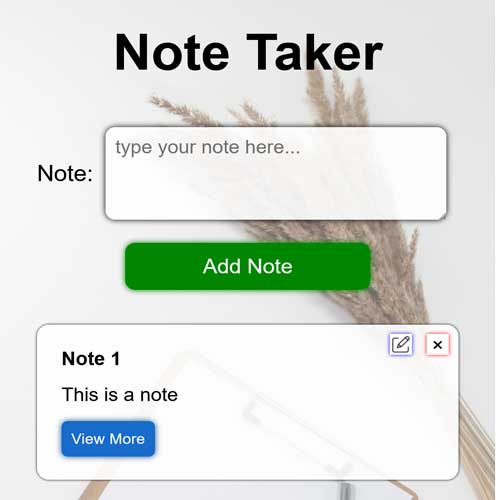 Note Taker
Note: type your note here...
Add Note
Note 1
This is a note
View More